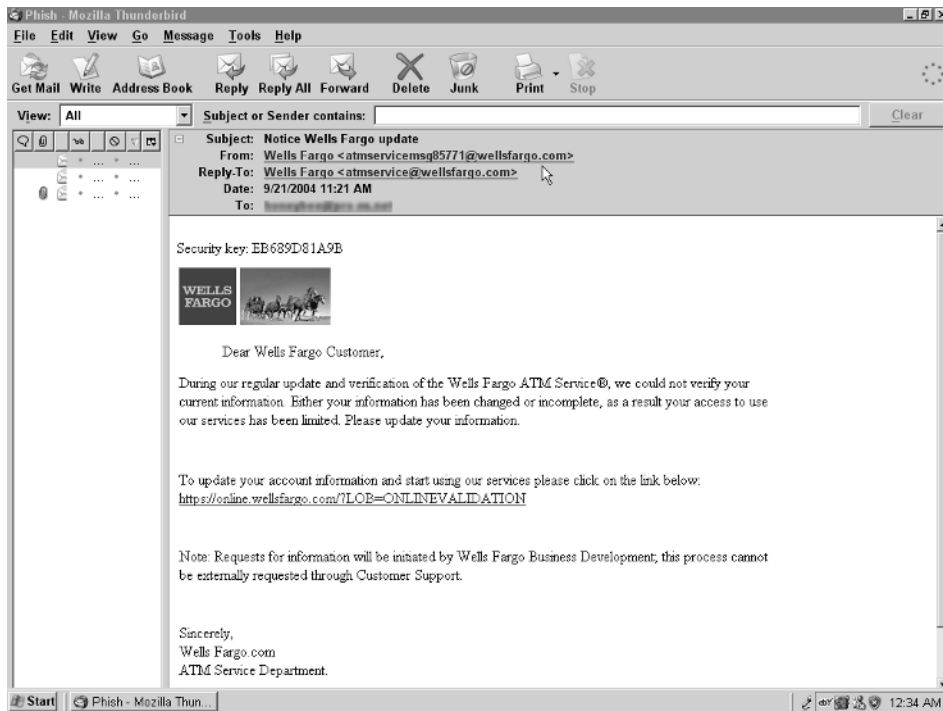 Phish - Mozilla Thunderbird
File Edit View Go Message Tools Help
Get Mail Write Address Book Reply Reply All Forward Delete Junk Print Stop
View: All Subject or Sender contains: Clear
Subject: Notice Wells Fargo update
From: Wells Fargo <atmservicemsg85771@wellsfargo.com>
Reply-To: Wells Fargo <atmservice@wellsfargo.com>
Date: 9/21/2004 11:21 AM
To:
Security key: EB689D81A9B
WELLS
FARGO
Dear Wells Fargo Customer,
During our regular update and verification of the Wells Fargo ATM Service®, we could not verify your
current information. Either your information has been changed or incomplete, as a result your access to use
our services has been limited. Please update your information.
To update your account information and start using our services please click on the link below:
https://online.wellsfargo.com/?LOB=ONLINEVALIDATION
Note: Requests for information will be initiated by Wells Fargo Business Development; this process cannot
be externally requested through Customer Support.
Sincerely,
Wells Fargo.com
ATM Service Department.
Start Phish - Mozilla Thun... 12:34 AM